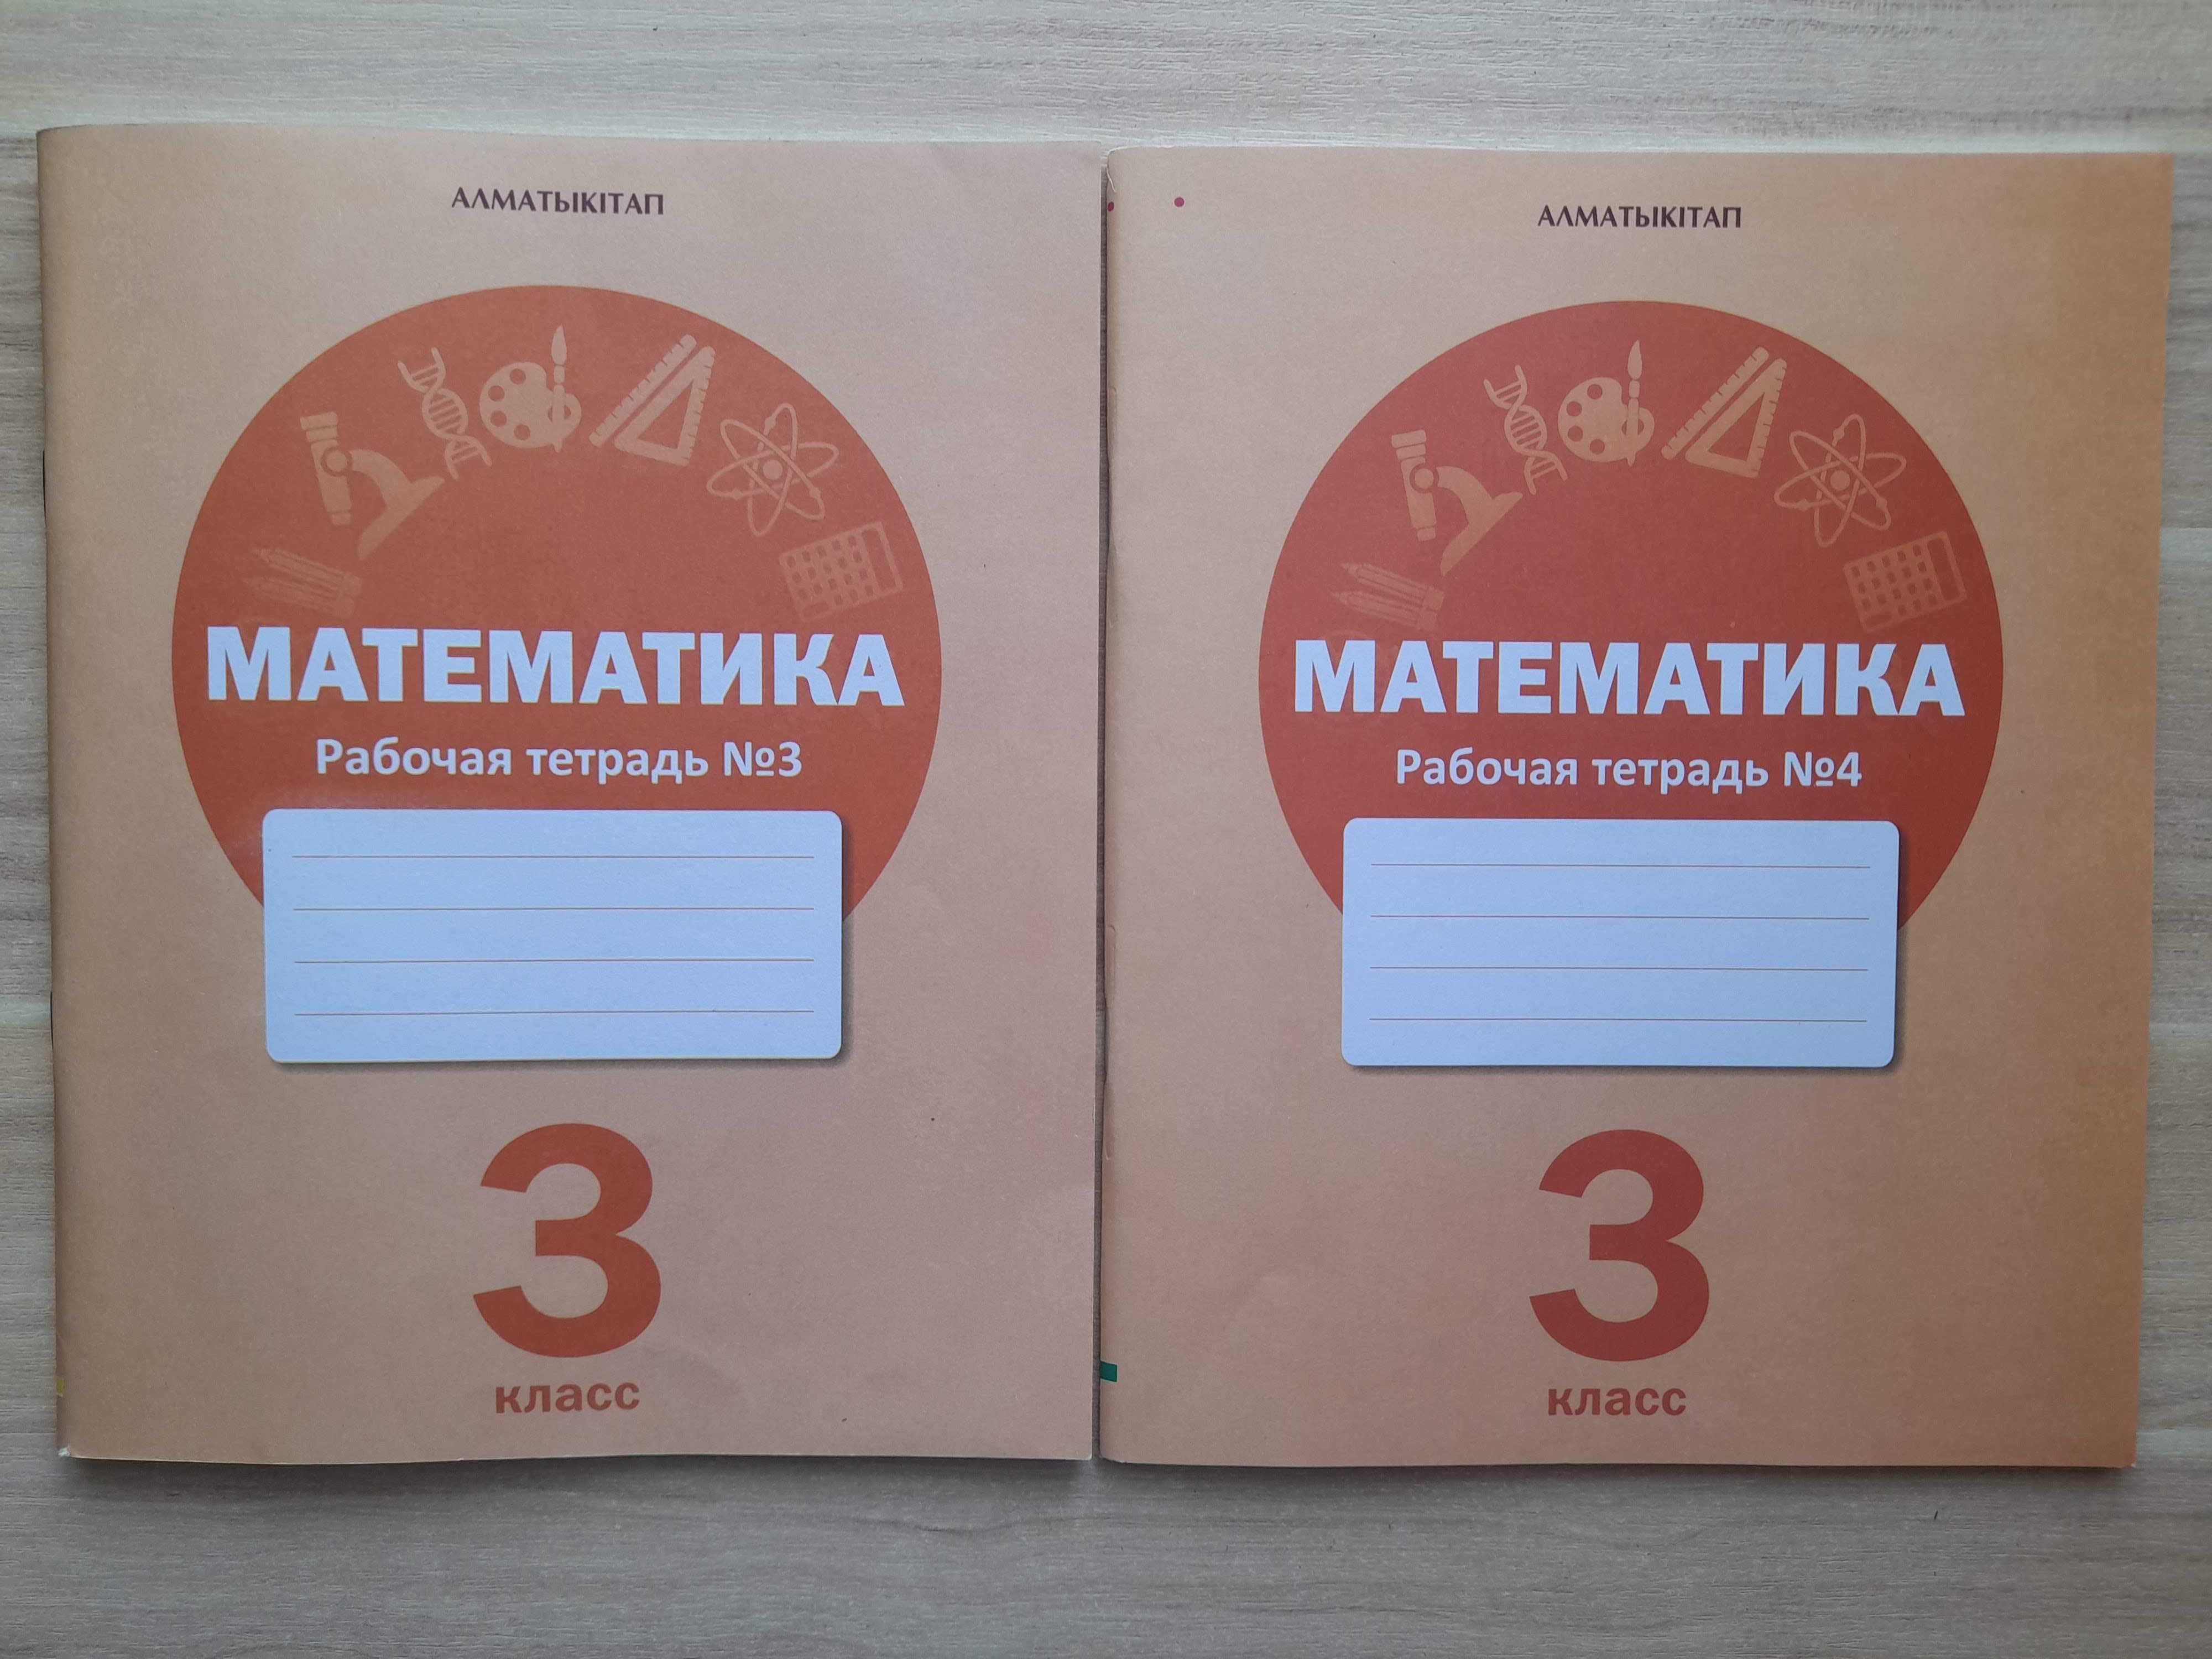 АЛМАТЫКІТАП
МАТЕМАТИКА
Рабочая тетрадь №3
3
класс
АЛМАТЫКІТАП
МАТЕМАТИКА
Рабочая тетрадь №4
3
класс